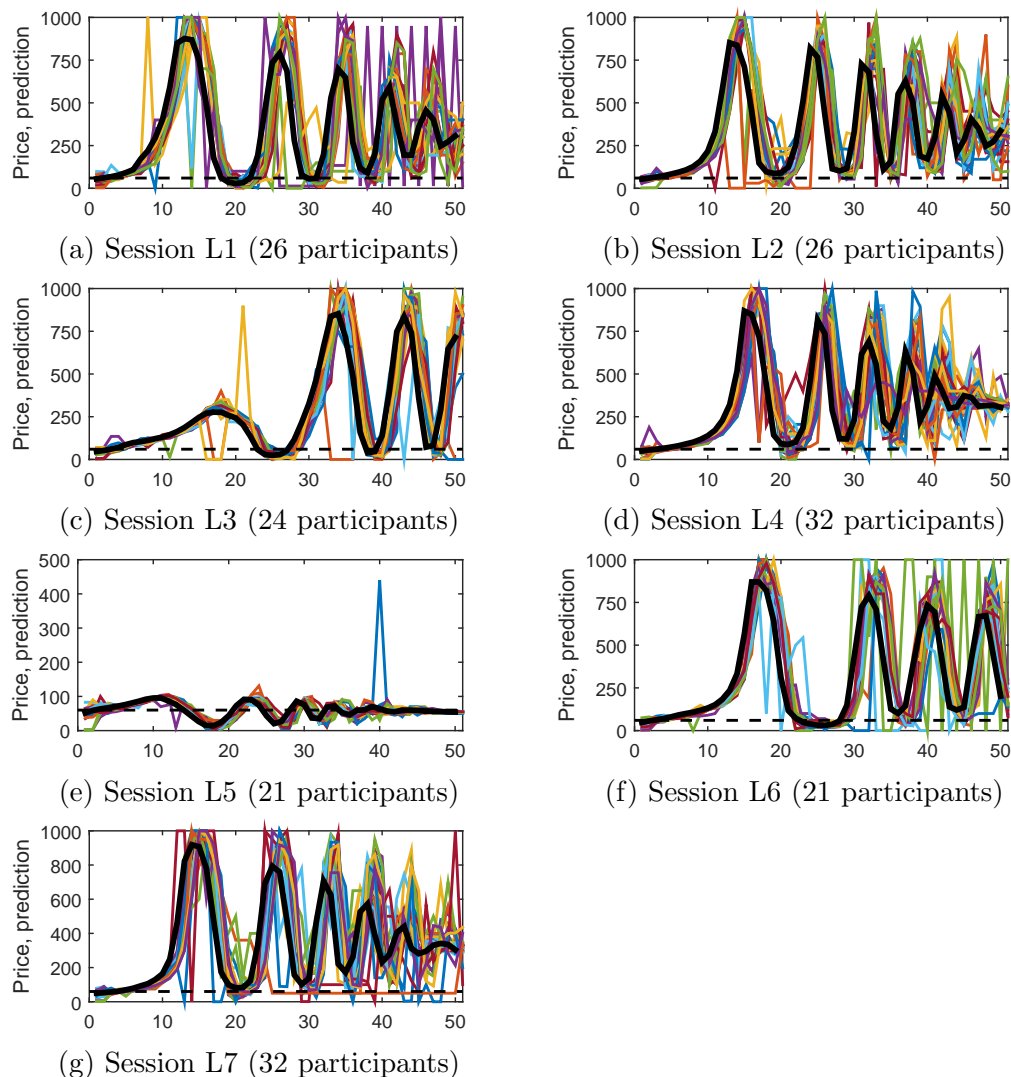 Price, prediction
1000
750
500
250
0
0 10 20 30 40 50
(a) Session L1 (26 participants)
Price, prediction
1000
750
500
250
0
0 10 20 30 40 50
(b) Session L2 (26 participants)
Price, prediction
1000
750
500
250
0
0 10 20 30 40 50
(c) Session L3 (24 participants)
Price, prediction
1000
750
500
250
0
0 10 20 30 40 50
(d) Session L4 (32 participants)
Price, prediction
500
400
300
200
100
0
0 10 20 30 40 50
(e) Session L5 (21 participants)
Price, prediction
1000
750
500
250
0
0 10 20 30 40 50
(f) Session L6 (21 participants)
Price, prediction
1000
800
600
400
200
0
0 10 20 30 40 50
(g) Session L7 (32 participants)